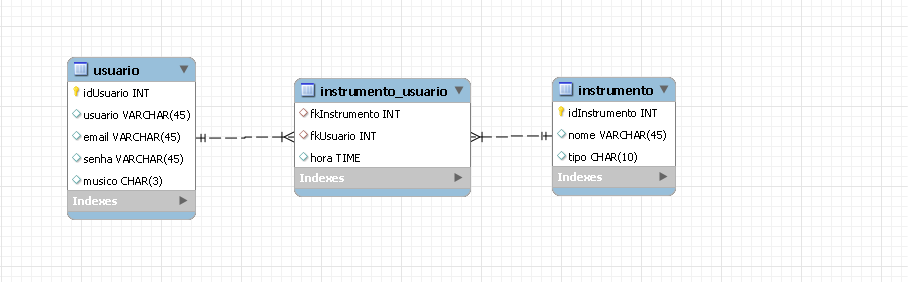 usuario
idUsuario INT
usuario VARCHAR(45)
email VARCHAR(45)
senha VARCHAR(45)
musico CHAR(3)
Indexes
instrumento_usuario
fkInstrumento INT
fkUsuario INT
hora TIME
Indexes
instrumento
idInstrumento INT
nome VARCHAR(45)
tipo CHAR(10)
Indexes